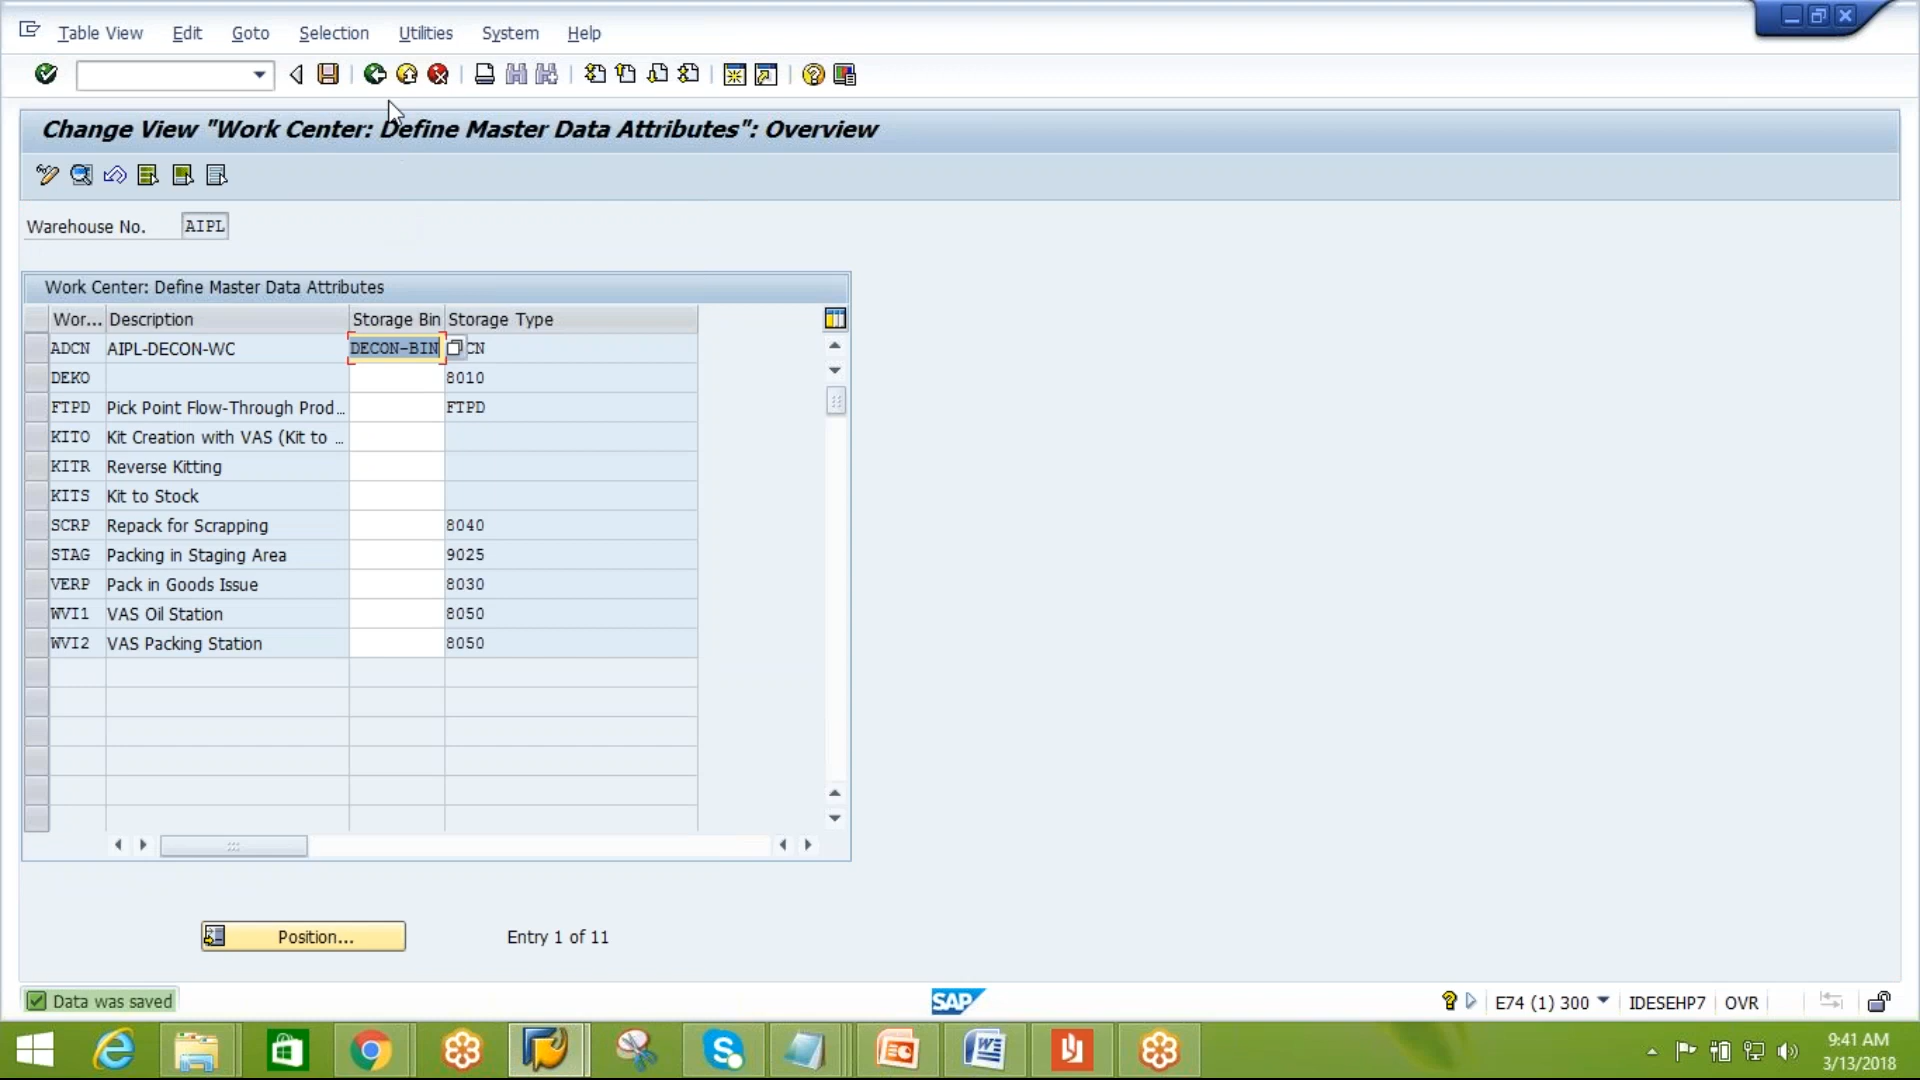 Table View Edit Goto Selection Utilities System Help
Change View "Work Center: Define Master Data Attributes": Overview
Warehouse No. AIPL
Work Center: Define Master Data Attributes
Wor... Description Storage Bin Storage Type
ADCN AIPL-DECON-WC DECON-BIN CN
DEKO 8010
FTPD Pick Point Flow-Through Prod... FTPD
KITO Kit Creation with VAS (Kit to ...
KITR Reverse Kitting
KITS Kit to Stock
SCRP Repack for Scrapping 8040
STAG Packing in Staging Area 9025
VERP Pack in Goods Issue 8030
WVI1 VAS Oil Station 8050
WVI2 VAS Packing Station 8050
Position... Entry 1 of 11
Data was saved SAP E74 (1) 300 IDESEHP7 OVR
9:41 AM
3/13/2018